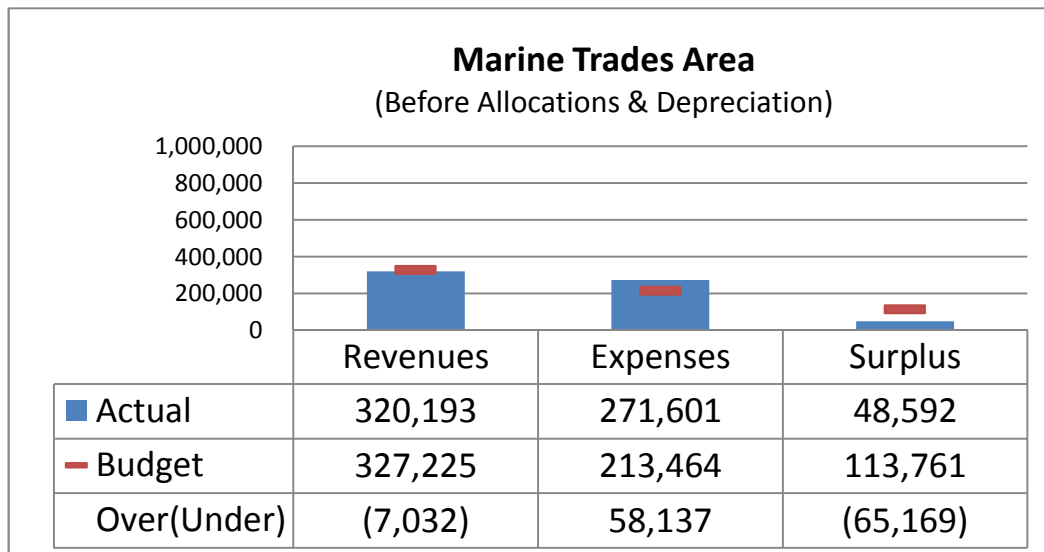 Marine Trades Area
(Before Allocations & Depreciation)
1,000,000
800,000
600,000
400,000
200,000
0
Revenues Expenses Surplus
Actual 320,193 271,601 48,592
Budget 327,225 213,464 113,761
Over(Under) (7,032) 58,137 (65,169)